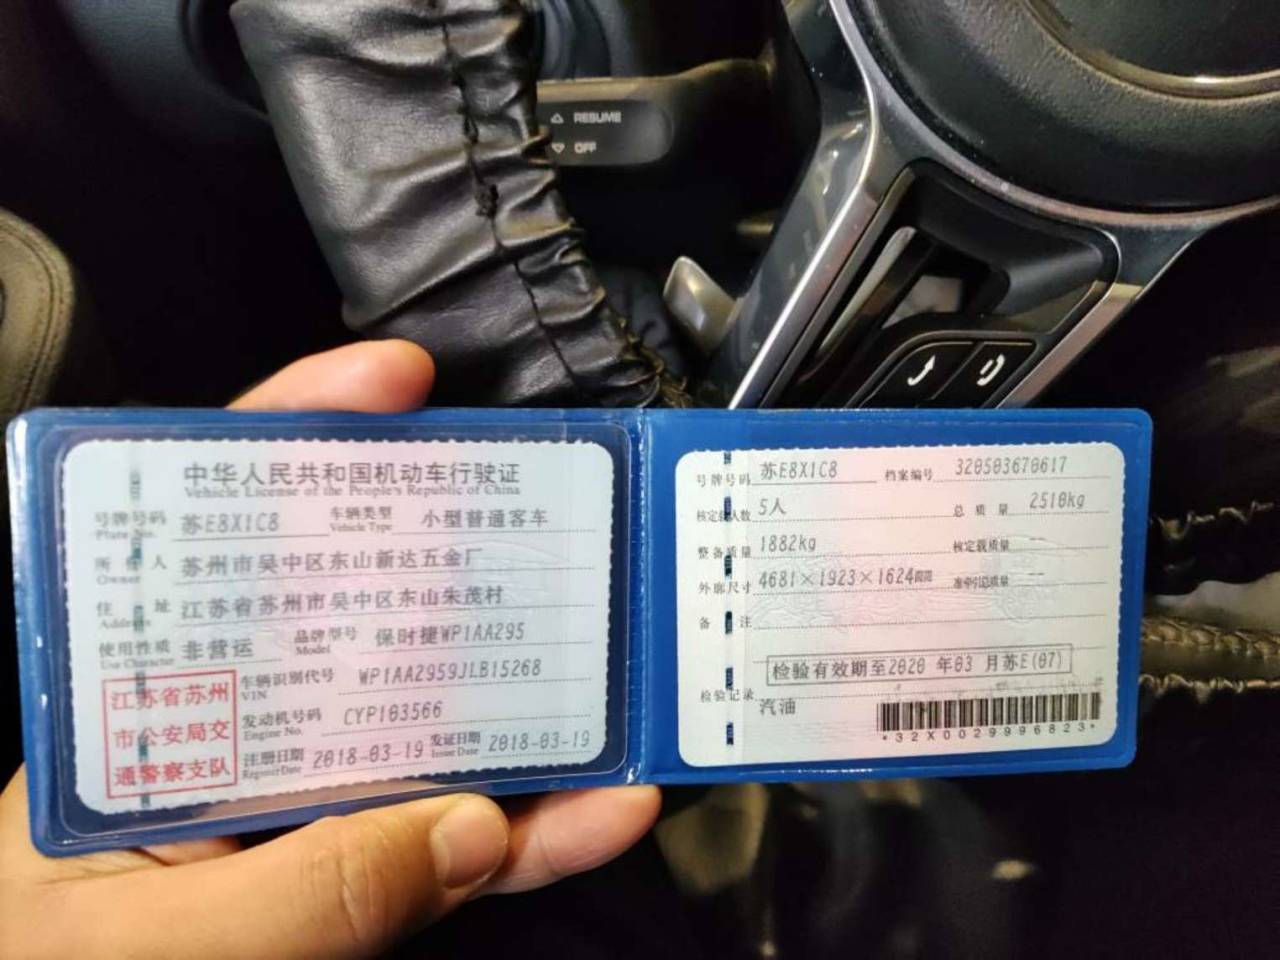 RESUME
OFF
中华人民共和国机动车行驶证
Vehicle License of the People's Republic of China
号牌号码 苏E8X1C8 车辆类型 小型普通客车
Plate No. Vehicle Type
所有人 苏州市吴中区东山新达五金厂
Owner
住址 江苏省苏州市吴中区东山朱茂村
Address
使用性质 非营运 品牌型号 保时捷WP1AA295
Use Character Model
江苏省苏州
市公安局交
通警察支队
车辆识别代号 WP1AA2959JLB15268
VIN
发动机号码 CYP103566
Engine No.
注册日期 2018-03-19 发证日期 2018-03-19
Register Date Issue Date
号牌号码 苏E8X1C8 档案编号 320503670617
核定载人数 5人 总质量 2510kg
整备质量 1882kg 核定载质量 --
外廓尺寸 4681×1923×1624mm 准牵引总质量 --
备注
检验有效期至2020 年03 月苏E(07)
检验记录 汽油
*32X0029996823*